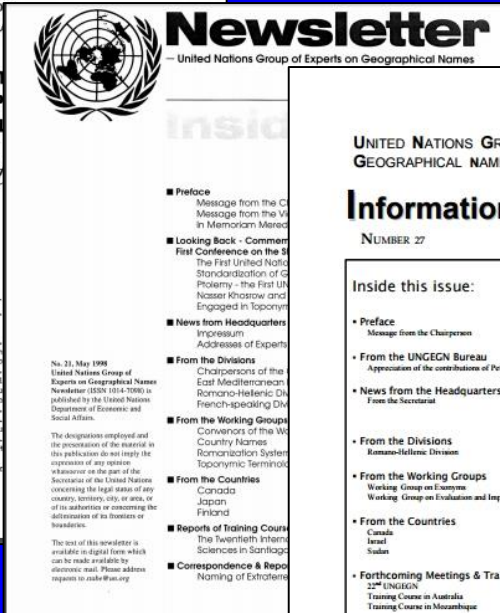 Newsletter
– United Nations Group of Experts on Geographical Names
Insid
■ Preface
Message from the
Message from the
In Memoriam Mered
■ Looking Back - Commem
First Conference on the
The First United Natio
Standardization of G
Ptolemy - the First UN
Nasser Khosrow and
Engaged in Toponym
■ News from Headquarters
Impressum
Addresses of Experts
■ From the Divisions
Chairpersons of the
East Mediterranean
Romano-Hellenic Div
French-speaking Div
■ From the Working Groups
Convenors of the Wo
Country Names
Romanization System
Toponymic Terminolo
■ From the Countries
Canada
Japan
Finland
■ Reports of Training Cours
The Twentieth Intern
Sciences in Santiago
■ Correspondence & Repo
Naming of Extraterre
No. 21, May 1998
United Nations Group of
Experts on Geographical Names
Newsletter (ISSN 1014-7098) is
published by the United Nations
Department of Economic and
Social Affairs.
The designations employed and
the presentation of the material in
this publication do not imply the
expression of any opinion
whatsoever on the part of the
Secretariat of the United Nations
concerning the legal status of any
country, territory, city, or area, or
of its authorities or concerning the
delimitation of its frontiers or
boundaries.
The text of this newsletter is
available in digital form which
can be made available by
electronic mail. Please address
requests to
UNITED NATIONS GR
GEOGRAPHICAL NAM
Information
NUMBER 27
Inside this issue:
• Preface
Message from the Chairperson
• From the UNGEGN Bureau
Appreciation of the contributions of Pe
• News from the Headquarters
From the Secretariat
• From the Divisions
Romano-Hellenic Division
• From the Working Groups
Working Group on Exonyms
Working Group on Evaluation and Imp
• From the Countries
Canada
Israel
Sudan
• Forthcoming Meetings & Tra
22nd UNGEGN
Training Course in Australia
Training Course in Mozambique